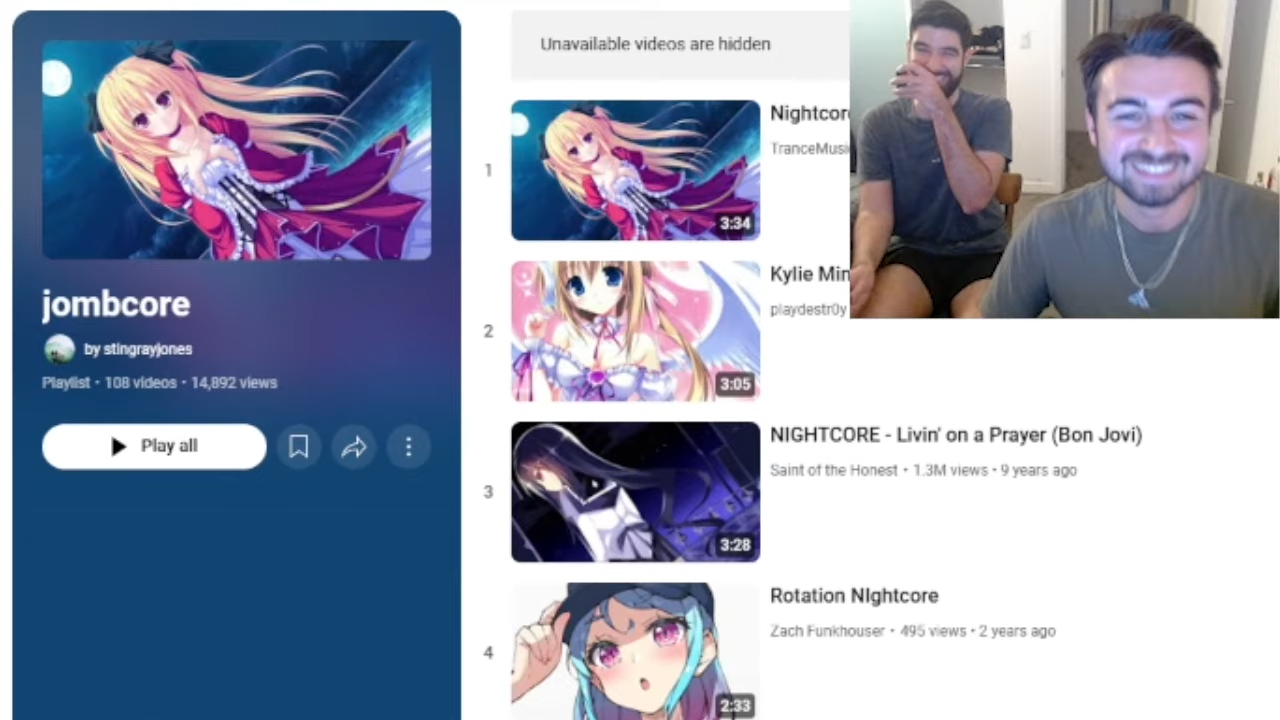 Unavailable videos are hidden
jombcore
by stingrayjones
Playlist • 108 videos • 14,892 views
Play all
1
3:34
Nightcore
TranceMusi
2
3:05
Kylie Min
playdestr0y
3
3:28
NIGHTCORE - Livin' on a Prayer (Bon Jovi)
Saint of the Honest • 1.3M views • 9 years ago
4
2:33
Rotation NIghtcore
Zach Funkhouser • 495 views • 2 years ago